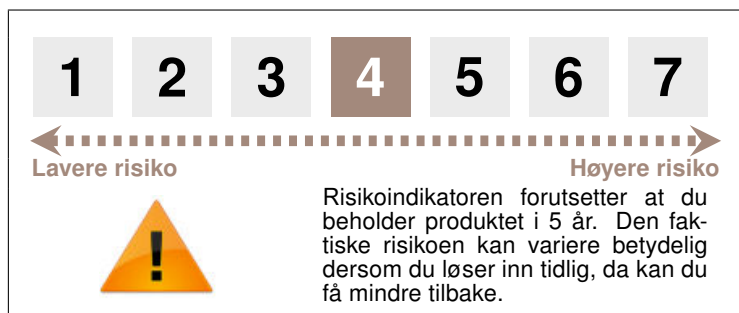 1 2 3 4 5 6 7
Lavere risiko Høyere risiko
Risikoindikatoren forutsetter at du
beholder produktet i 5 år. Den fak-
tiske risikoen kan variere betydelig
dersom du løser inn tidlig, da kan du
få mindre tilbake.